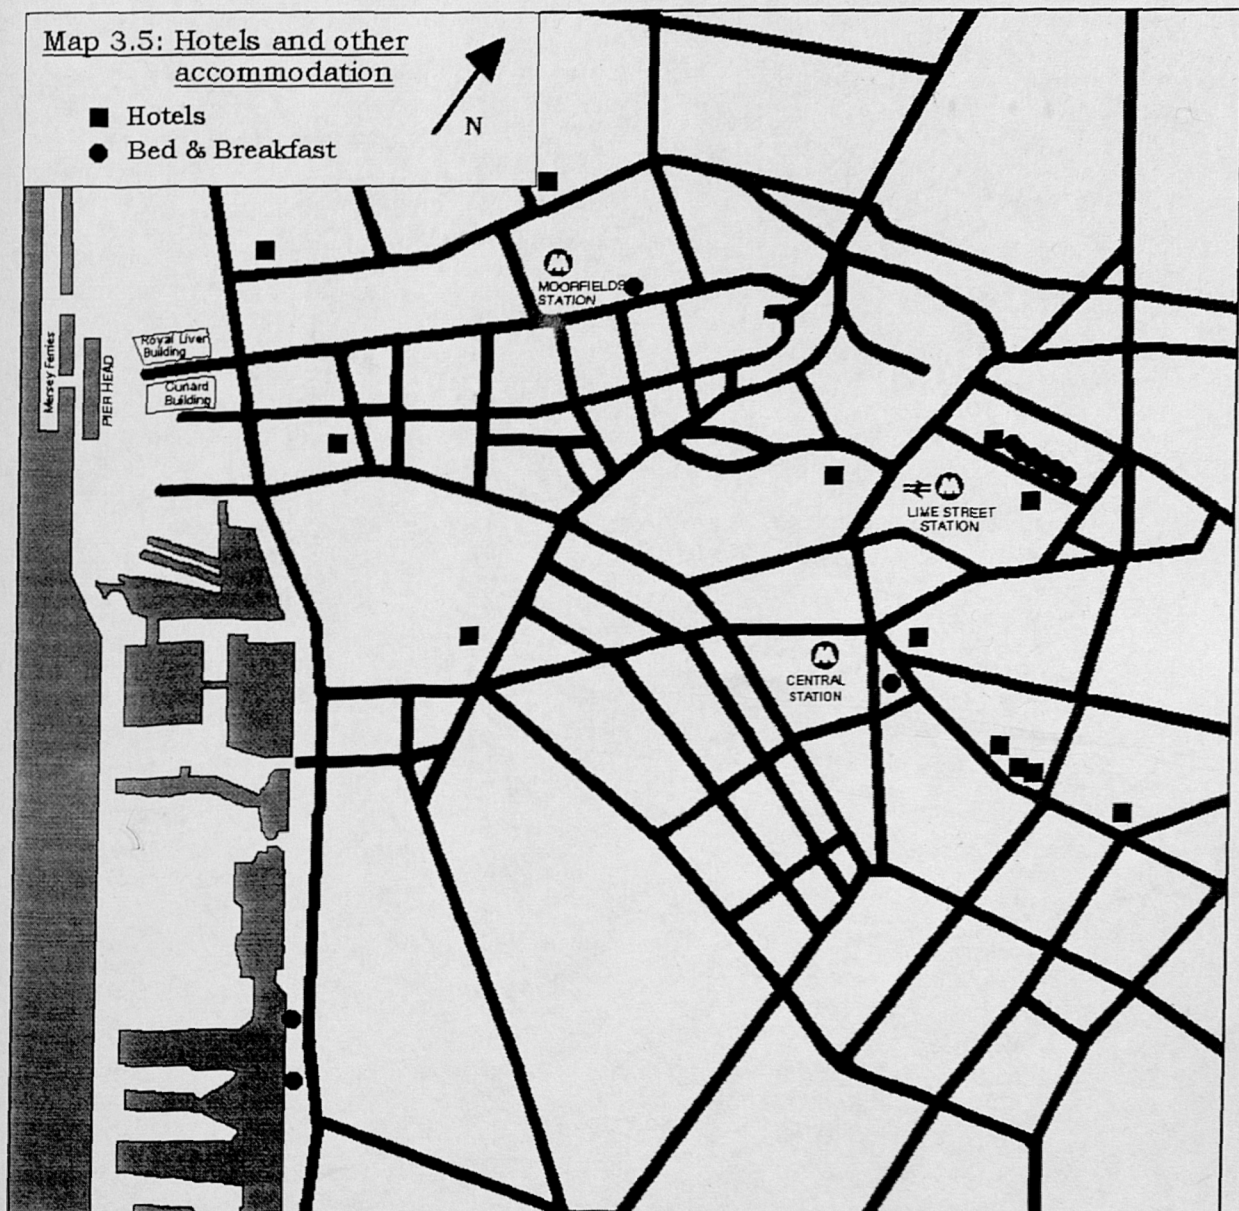 Map 3.5: Hotels and other
accommodation
N
Hotels
Bed & Breakfast
MOORFIELDS
STATION
Royal Liver
Building
Cunard
Building
Mersey Ferries
PIER HEAD
LIME STREET
STATION
CENTRAL
STATION